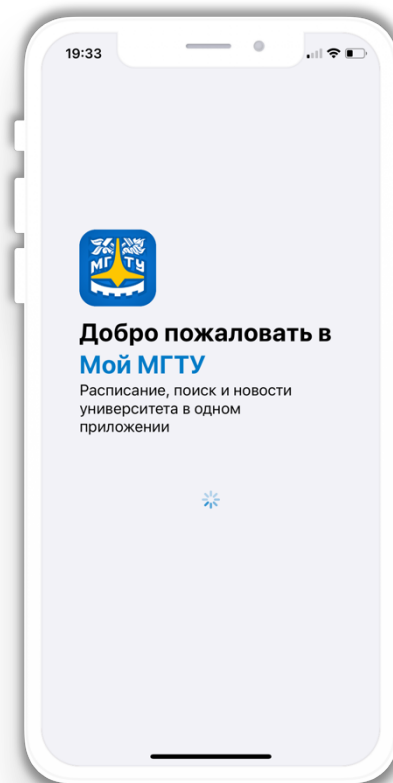 19:33
МГТУ
Добро пожаловать в
Мой МГТУ
Расписание, поиск и новости
университета в одном
приложении